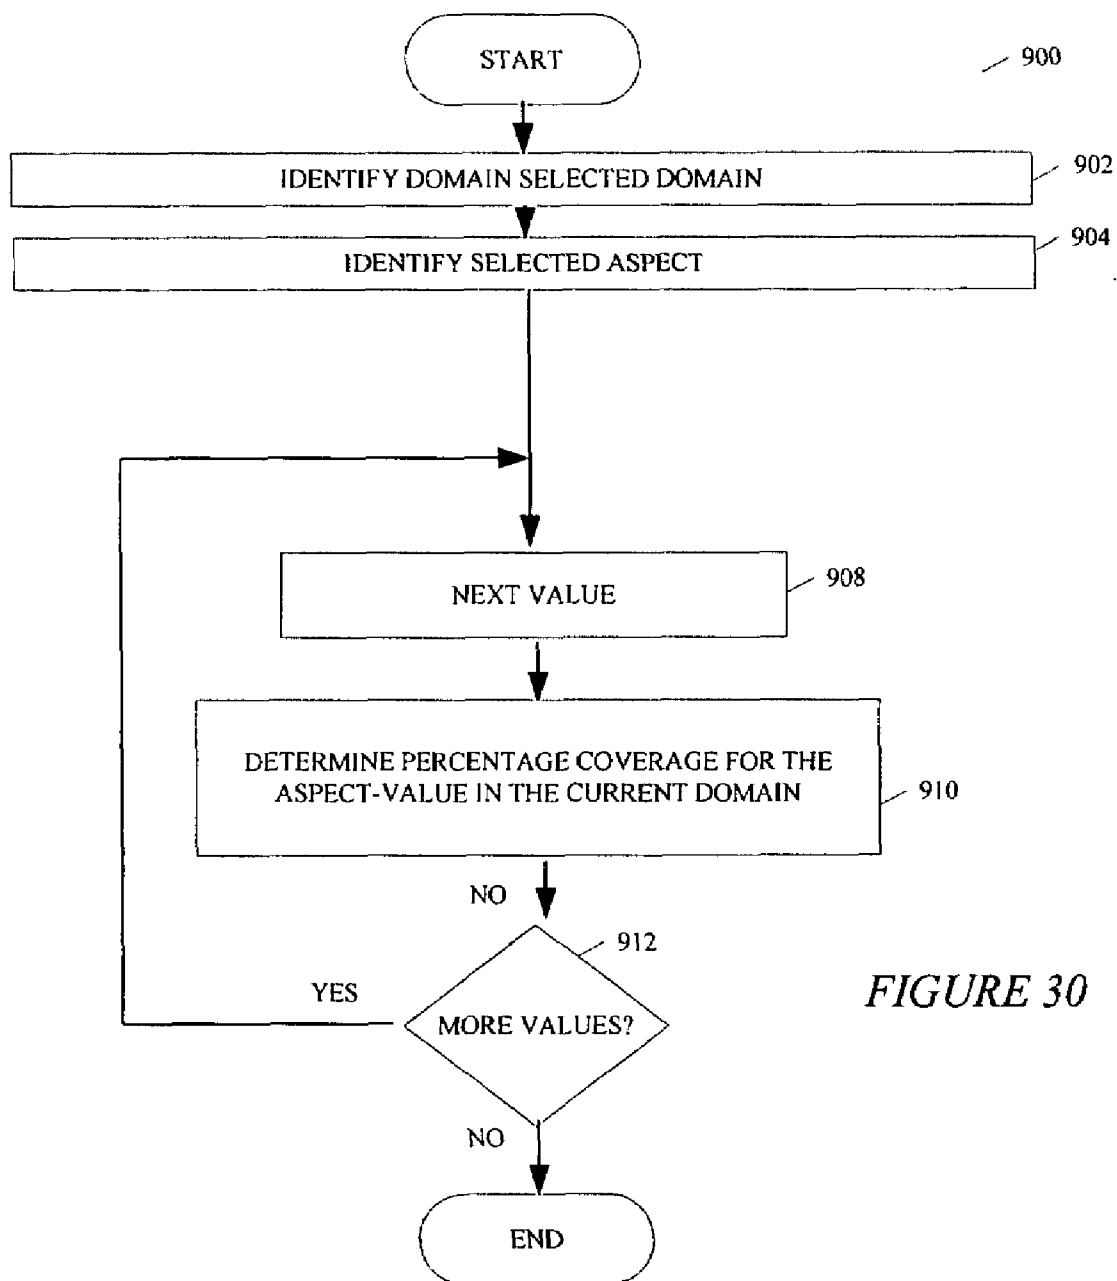 START
900
IDENTIFY DOMAIN SELECTED DOMAIN
902
IDENTIFY SELECTED ASPECT
904
NEXT VALUE
908
DETERMINE PERCENTAGE COVERAGE FOR THE
ASPECT-VALUE IN THE CURRENT DOMAIN
910
NO
912
YES
MORE VALUES?
FIGURE 30
NO
END